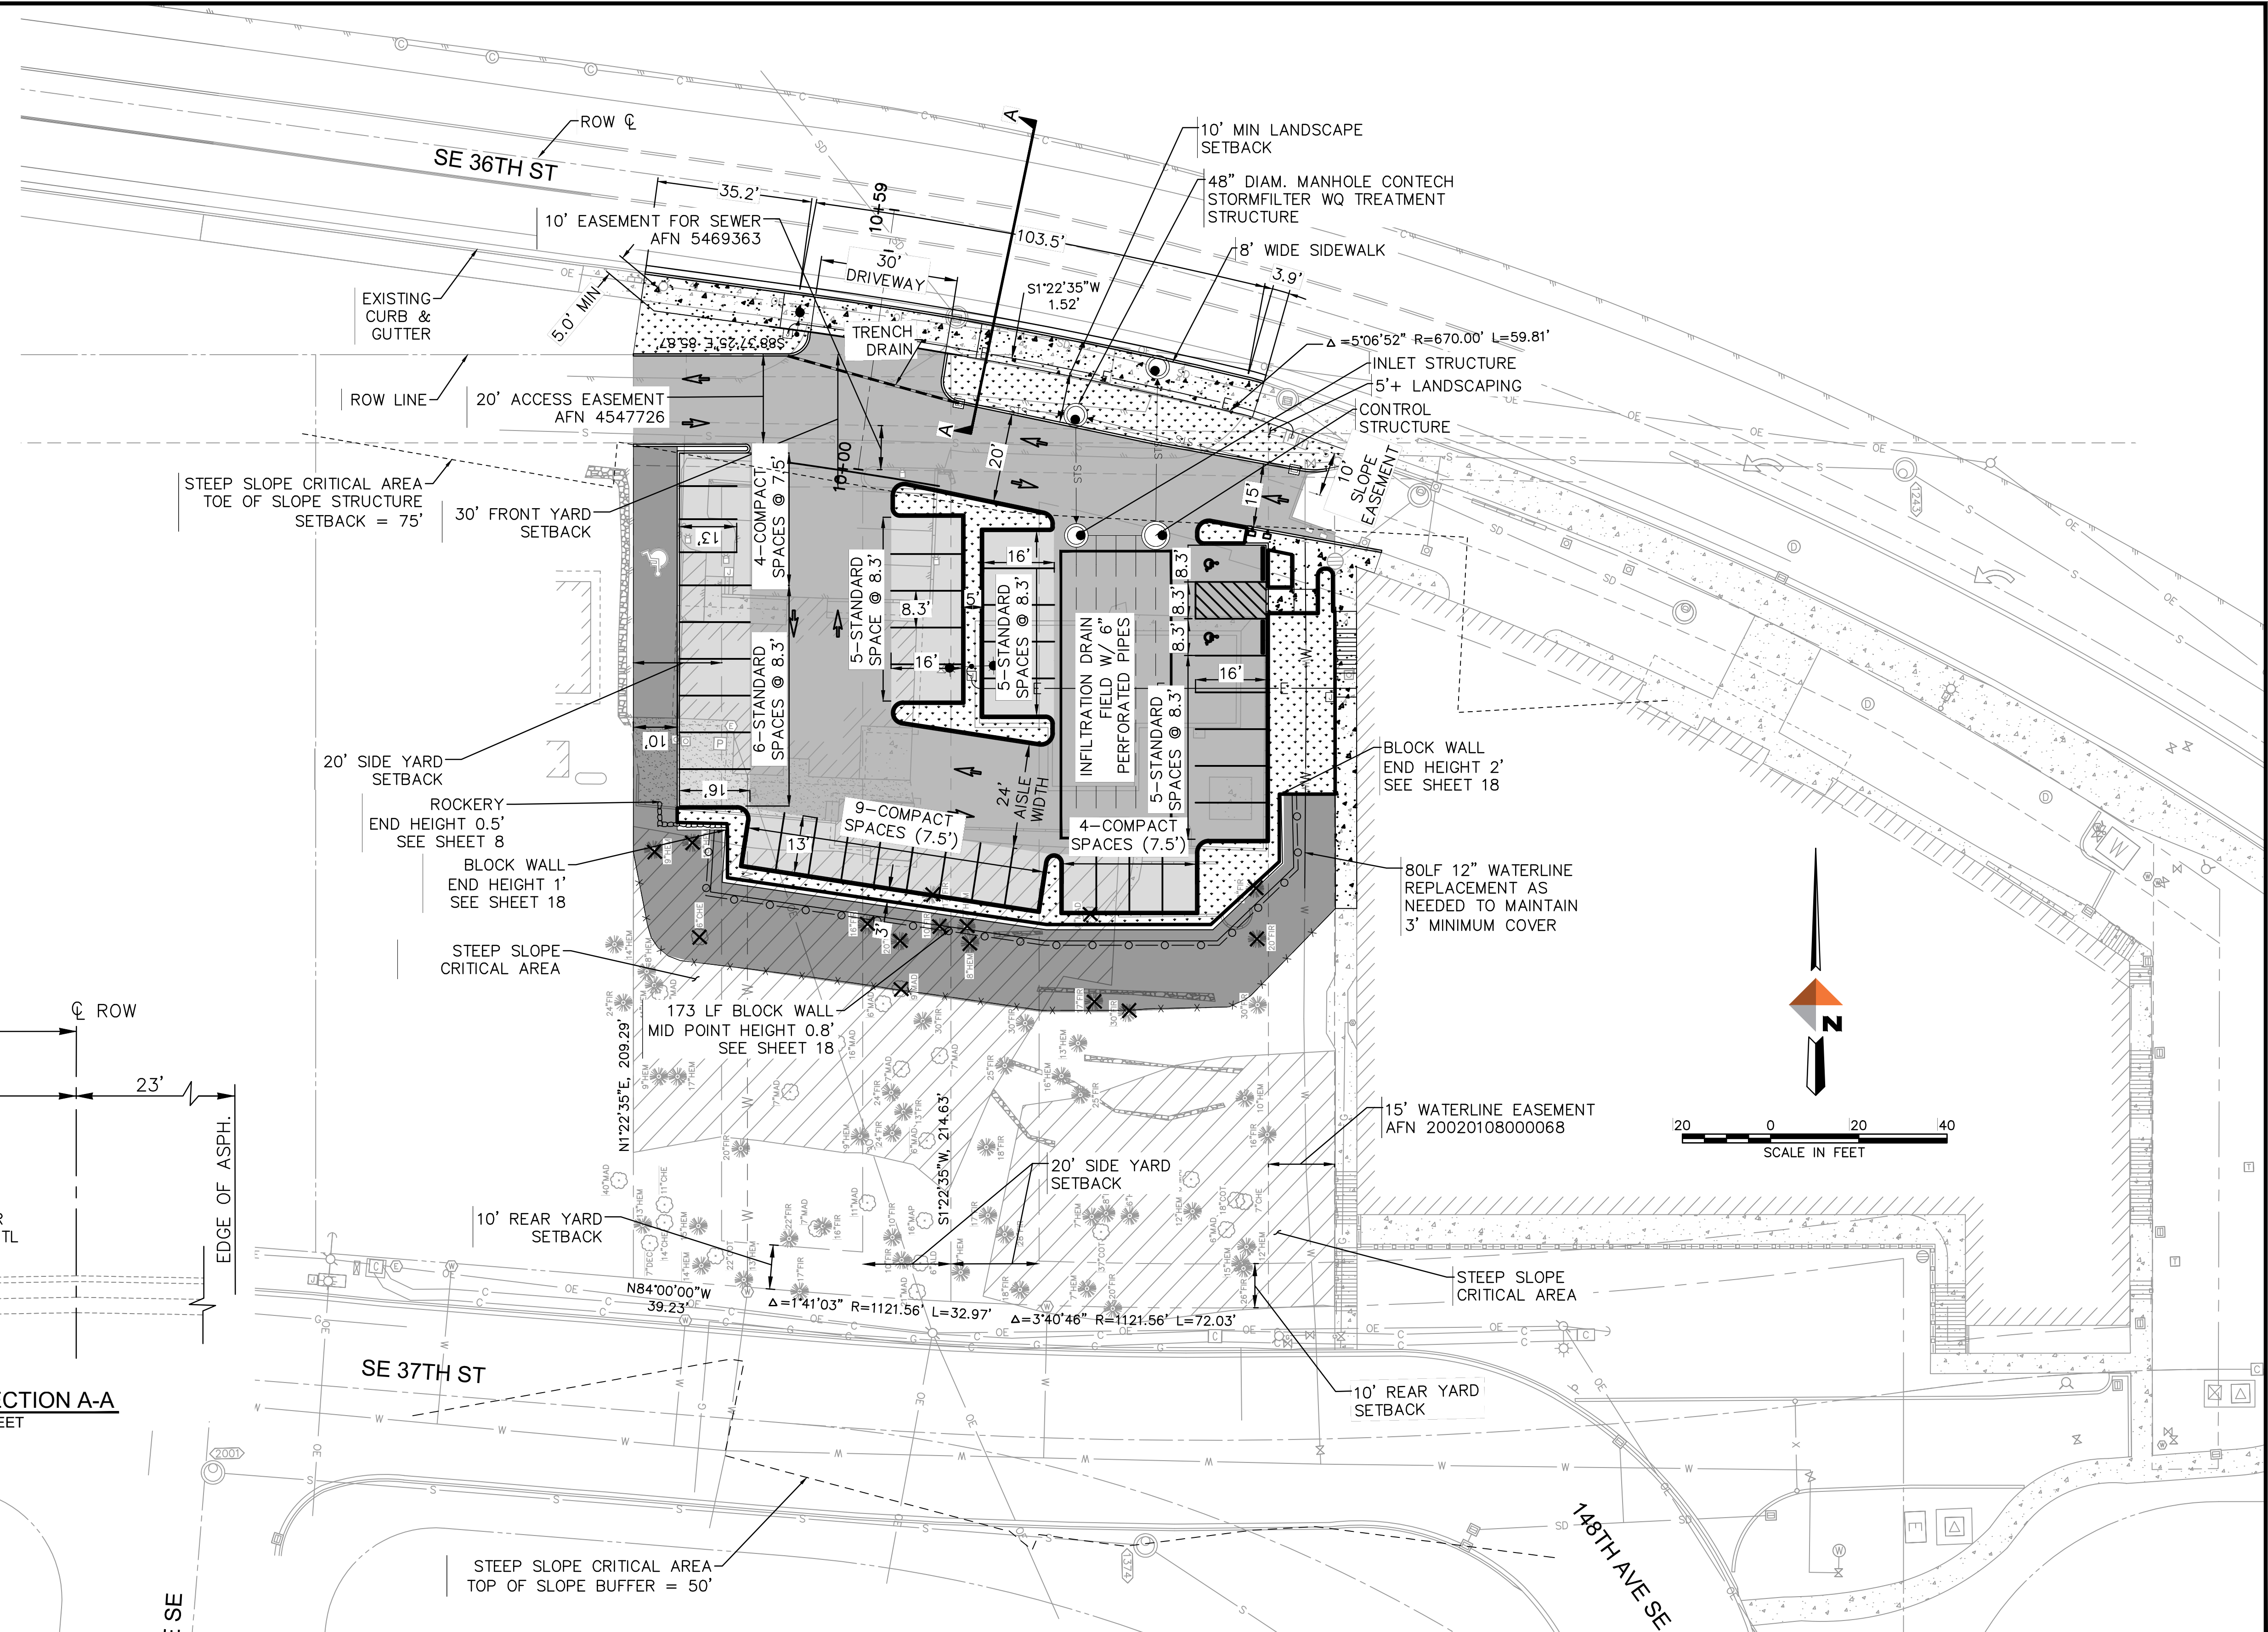 ROW ℄
SE 36TH ST
35.2'
10' EASEMENT FOR SEWER
AFN 5469363
10+59
103.5'
30'
DRIVEWAY
A
10' MIN LANDSCAPE
SETBACK
48" DIAM. MANHOLE CONTECH
STORMFILTER WQ TREATMENT
STRUCTURE
8' WIDE SIDEWALK
3.9'
S1°22'35"W
1.52'
EXISTING
CURB &
GUTTER
5.0' MIN
TRENCH
DRAIN
S88°37'25"E 85.87'
Δ =5°06'52" R=670.00' L=59.81'
INLET STRUCTURE
5'+ LANDSCAPING
CONTROL
STRUCTURE
ROW LINE
20' ACCESS EASEMENT
AFN 4547726
A
20'
15'
10'
SLOPE
EASEMENT
STEEP SLOPE CRITICAL AREA
TOE OF SLOPE STRUCTURE
SETBACK = 75'
30' FRONT YARD
SETBACK
10+00
4-COMPACT
SPACES @ 7.5'
13'
5-STANDARD
SPACE @ 8.3'
8.3'
16'
5'
16'
5-STANDARD
SPACES @ 8.3'
INFILTRATION DRAIN
FIELD W/ 6"
PERFORATED PIPES
8.3'
8.3'
8.3'
16'
5-STANDARD
SPACES @ 8.3'
6-STANDARD
SPACES @ 8.3'
10'
16'
20' SIDE YARD
SETBACK
ROCKERY
END HEIGHT 0.5'
SEE SHEET 8
BLOCK WALL
END HEIGHT 1'
SEE SHEET 18
9-COMPACT
SPACES (7.5')
13'
24'
AISLE
WIDTH
4-COMPACT
SPACES (7.5')
BLOCK WALL
END HEIGHT 2'
SEE SHEET 18
80LF 12" WATERLINE
REPLACEMENT AS
NEEDED TO MAINTAIN
3' MINIMUM COVER
3'
STEEP SLOPE
CRITICAL AREA
173 LF BLOCK WALL
MID POINT HEIGHT 0.8'
SEE SHEET 18
N1°22'35"E, 209.29'
S1°22'35"W, 214.63'
15' WATERLINE EASEMENT
AFN 20020108000068
20 0 20 40
SCALE IN FEET
N
20' SIDE YARD
SETBACK
10' REAR YARD
SETBACK
STEEP SLOPE
CRITICAL AREA
N84°00'00"W
39.23'
Δ=1°41'03" R=1121.56' L=32.97'
Δ=3°40'46" R=1121.56' L=72.03'
10' REAR YARD
SETBACK
SE 37TH ST
STEEP SLOPE CRITICAL AREA
TOP OF SLOPE BUFFER = 50'
148TH AVE SE
℄ ROW
23'
EDGE OF ASPH.
TL
ECTION A-A
EET
E SE
1243
2001
1374